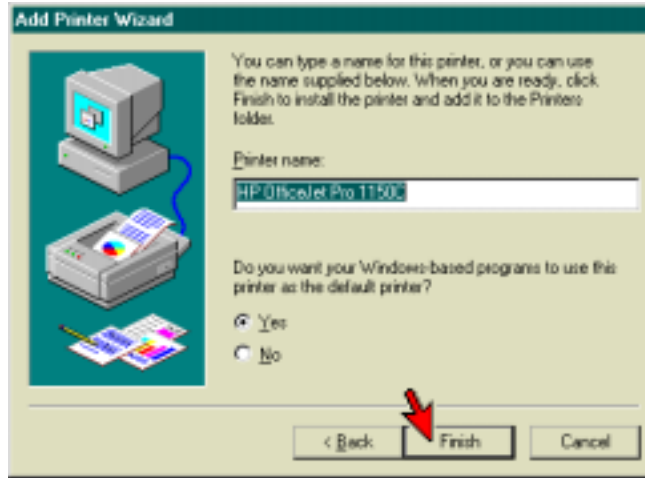 Add Printer Wizard
You can type a name for this printer, or you can use
the name supplied below. When you are ready, click
Finish to install the printer and add it to the Printers
folder.
Printer name:
HP OfficeJet Pro 1150C
Do you want your Windows-based programs to use this
printer as the default printer?
Yes
No
< Back
Finish
Cancel